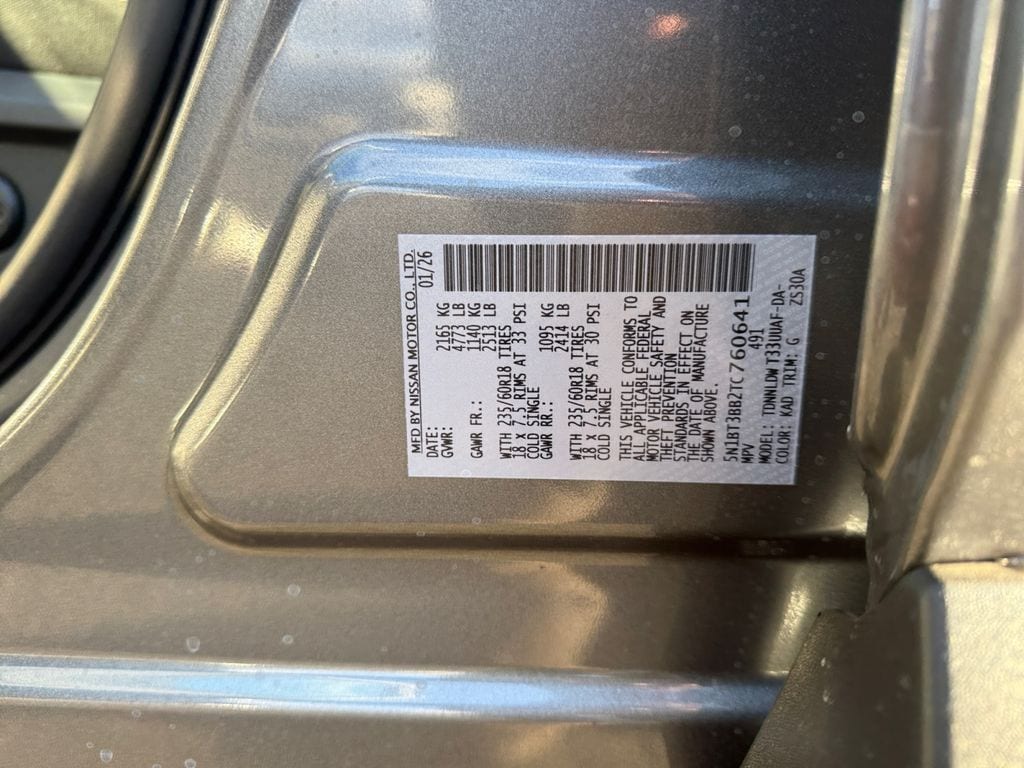 MFD BY NISSAN MOTOR CO., LTD.
DATE: 01/26
GVWR: 2165 KG
4773 LB
GAWR FR.: 1140 KG
2513 LB
WITH 235/60R18 TIRES
18 X 7.5 RIMS AT 33 PSI
COLD SINGLE
GAWR RR.: 1095 KG
2414 LB
WITH 235/60R18 TIRES
18 X 7.5 RIMS AT 30 PSI
COLD SINGLE
THIS VEHICLE CONFORMS TO
ALL APPLICABLE FEDERAL
MOTOR VEHICLE SAFETY AND
THEFT PREVENTION
STANDARDS IN EFFECT ON
THE DATE OF MANUFACTURE
SHOWN ABOVE.
5N1BT3BB2TC760641
MPV 491
MODEL: TDNNLDW T33UUAF-DA-
COLOR: KAD TRIM: G ZS30A